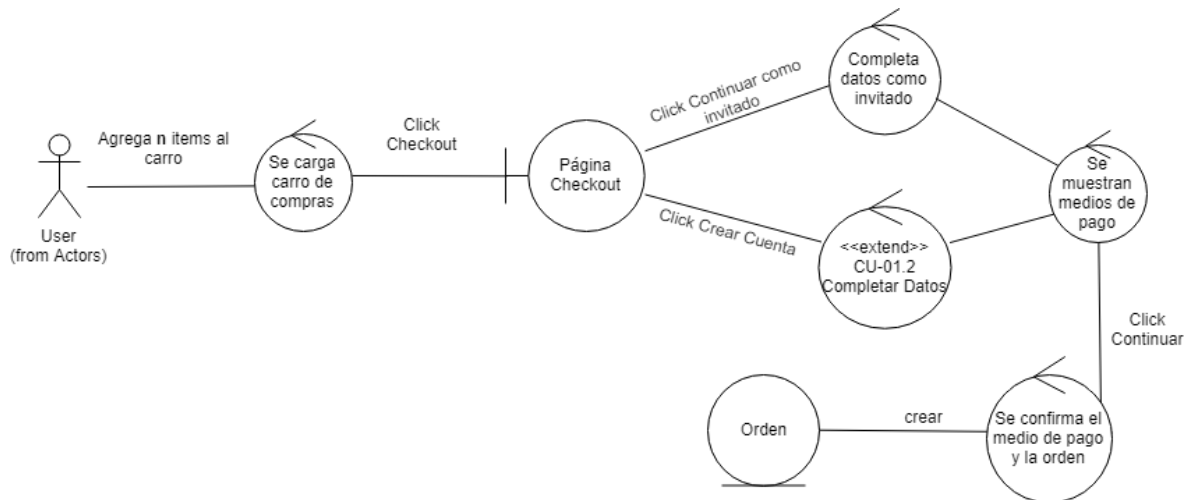 Agrega n items al
carro
User
(from Actors)
Se carga
carro de
compras
Click
Checkout
Página
Checkout
Click Continuar como
invitado
Completa
datos como
invitado
Click Crear Cuenta
<<extend>>
CU-01.2
Completar Datos
Se
muestran
medios de
pago
Click
Continuar
Se confirma el
medio de pago
y la orden
crear
Orden